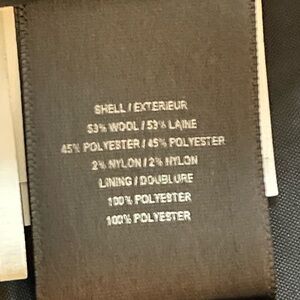 SHELL / EXTERIEUR
53% WOOL / 53% LAINE
45% POLYESTER / 45% POLYESTER
2% NYLON / 2% NYLON
LINING / DOUBLURE
100% POLYESTER
100% POLYESTER